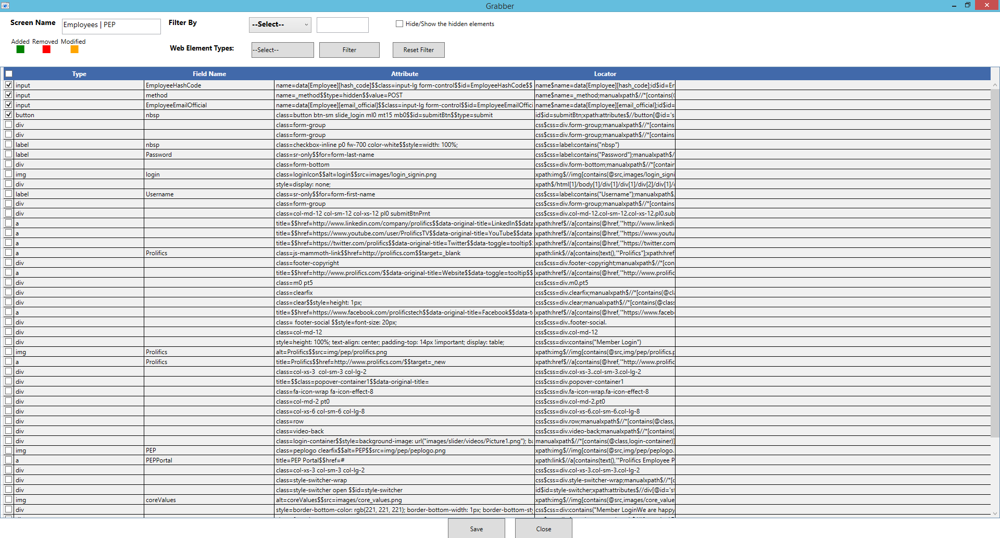 Grabber
Screen Name Employees | PEP Filter By --Select-- Hide/Show the hidden elements
Added Removed Modified
Web Element Types: --Select-- Filter Reset Filter
Type Field Name Attribute Locator
input EmployeeHashCode name=data[Employee][hash_code]$$class=input-lg form-control$$id=EmployeeHashCode$$ name$name=data[Employee][hash_code];id$id=Er
input method name=_method$$type=hidden$$value=POST name$name=_method;manualxpath$//*[contains(
input EmployeeEmailOfficial name=data[Employee][email_official]$$class=input-lg form-control$$id=EmployeeEmailOffici name$name=data[Employee][email_official];id$id=
button nbsp class=button btn-sm slide_login ml0 mt15 mb0$$id=submitBtn$$type=submit id$id=submitBtn;xpath:attributes$//button[@id='s
div class=form-group css$css=div.form-group;manualxpath$//*[contains
div class=form-group css$css=div.form-group;manualxpath$//*[contains
label nbsp class=checkbox-inline p0 fw-700 color-white$$style=width: 100%; css$css=label:contains("nbsp")
label Password class=sr-only$$for=form-last-name css$css=label:contains("Password");manualxpath$/
div class=form-bottom css$css=div.form-bottom;manualxpath$//*[contain
img login class=loginIcon$$alt=login$$src=images/login_signin.png xpath:img$//img[contains(@src,images/login_signi
div style=display: none; xpath$/html[1]/body[1]/div[1]/div[1]/div[2]/div[1]/
label Username class=sr-only$$for=form-first-name css$css=label:contains("Username");manualxpath$
div class=form-group css$css=div.form-group;manualxpath$//*[contains
div class=col-md-12 col-sm-12 col-xs-12 pl0 submitBtnPrnt css$css=div.col-md-12.col-sm-12.col-xs-12.pl0.sub
a title=$$href=http://www.linkedin.com/company/prolifics$$data-original-title=LinkedIn$$data xpath:href$//a[contains(@href,'"http://www.linkedi
a title=$$href=https://www.youtube.com/user/ProlificsTV$$data-original-title=YouTube$$data- xpath:href$//a[contains(@href,'"https://www.youtu
a title=$$href=https://twitter.com/prolifics$$data-original-title=Twitter$$data-toggle=tooltip$$ xpath:href$//a[contains(@href,'"https://twitter.com
a Prolifics class=js-mammoth-link$$href=http://prolifics.com$$target=_blank xpath:link$//a[contains(text(),'"Prolifics"];xpath:href
div class=footer-copyright css$css=div.footer-copyright;manualxpath$//*[con
a title=$$href=http://www.prolifics.com/$$data-original-title=Website$$data-toggle=tooltip$$ xpath:href$//a[contains(@href,'"http://www.prolific
div class=m0 pt5 css$css=div.m0.pt5
div class=clearfix css$css=div.clearfix;manualxpath$//*[contains(@cl
div class=clear$$style=height: 1px; css$css=div.clear;manualxpath$//*[contains(@class
a title=$$href=https://www.facebook.com/prolificstech$$data-original-title=Facebook$$data-t xpath:href$//a[contains(@href,'"https://www.faceb
div class= footer-social $$style=font-size: 20px; css$css=div..footer-social.
div class=col-md-12 css$css=div.col-md-12
div style=height: 100%; text-align: center; padding-top: 14px !important; display: table; css$css=div:contains("Member Login")
img Prolifics alt=Prolifics$$src=img/pep/prolifics.png xpath:img$//img[contains(@src,img/pep/prolifics.p
a Prolifics title=Prolifics$$href=http://www.prolifics.com/$$target=_new xpath:href$//a[contains(@href,'"http://www.prolific
div class=col-xs-3  col-sm-3 col-lg-2 css$css=div.col-xs-3..col-sm-3.col-lg-2
div title=$$class=popover-container1$$data-original-title= css$css=div.popover-container1
div class=fa-icon-wrap fa-icon-effect-8 css$css=div.fa-icon-wrap.fa-icon-effect-8
div class=col-md-2 pt0 css$css=div.col-md-2.pt0
div class=col-xs-6 col-sm-6 col-lg-8 css$css=div.col-xs-6.col-sm-6.col-lg-8
div class=row css$css=div.row;manualxpath$//*[contains(@class,
div class=video-back css$css=div.video-back;manualxpath$//*[contains(
div class=login-container$$style=background-image: url("images/slider/videos/Picture1.png"); ba manualxpath$//*[contains(@class,login-container)]
img PEP class=peplogo clearfix$$alt=PEP$$src=img/pep/peplogo.png xpath:img$//img[contains(@src,img/pep/peplogo.
a PEPPortal title=PEP Portal$$href=# xpath:link$//a[contains(text(),'"Prolifics Employee P
div class=col-xs-3 col-sm-3 col-lg-2 css$css=div.col-xs-3.col-sm-3.col-lg-2
div class=style-switcher-wrap css$css=div.style-switcher-wrap;manualxpath$//*[c
div class=style-switcher open $$id=style-switcher id$id=style-switcher;xpath:attributes$//div[@id='st
img coreValues alt=coreValues$$src=images/core_values.png xpath:img$//img[contains(@src,images/core_value
div style=border-bottom-color: rgb(221, 221, 221); border-bottom-width: 1px; border-bottom-st css$css=div:contains("Member LoginWe are happy
Save Close